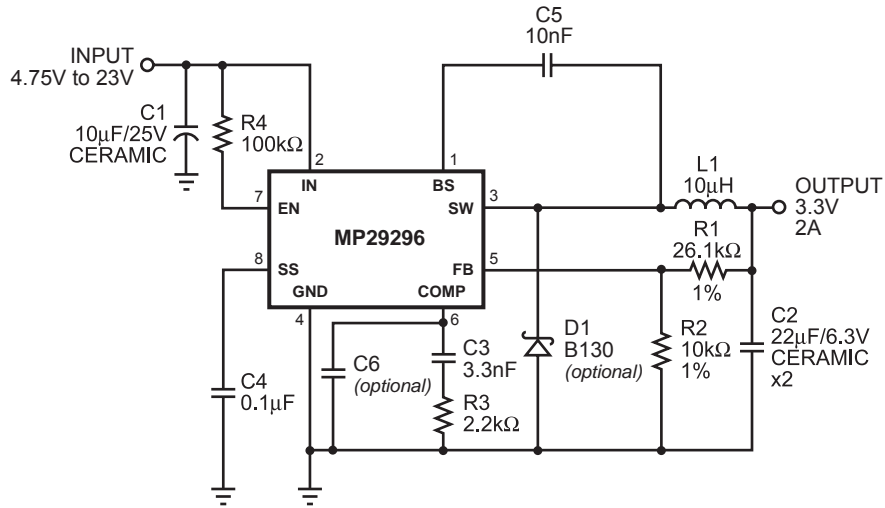 C5
10nF
INPUT
4.75V to 23V
C1
10µF/25V
CERAMIC
R4
100kΩ
2
1
IN
BS
7
EN
SW
3
L1
10µH
OUTPUT
3.3V
2A
MP29296
R1
26.1kΩ
1%
8
SS
FB
5
GND
COMP
4
6
C4
0.1µF
C6
(optional)
C3
3.3nF
R3
2.2kΩ
D1
B130
(optional)
R2
10kΩ
1%
C2
22µF/6.3V
CERAMIC
x2